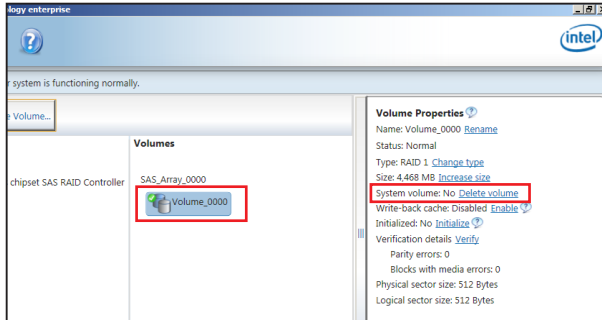 ology enterprise
intel
r system is functioning normally.
e Volume...
Volumes
chipset SAS RAID Controller
SAS_Array_0000
Volume_0000
Volume Properties
Name: Volume_0000 Rename
Status: Normal
Type: RAID 1 Change type
Size: 4,468 MB Increase size
System volume: No Delete volume
Write-back cache: Disabled Enable
Initialized: No Initialize
Verification details Verify
Parity errors: 0
Blocks with media errors: 0
Physical sector size: 512 Bytes
Logical sector size: 512 Bytes